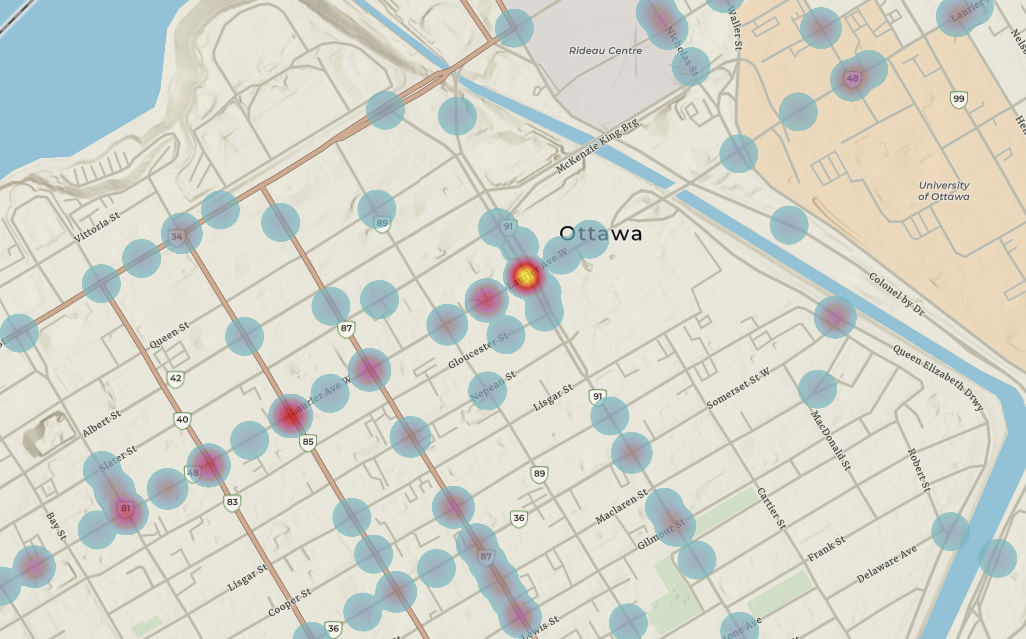 Rideau Centre
Waller St
Nicholas St
Laurier Ave
48
99
McKenzie King Brg
University
of Ottawa
Vittoria St
34
89
91
Ottawa
Laurier Ave W
Colonel by Dr
Queen St
87
Gloucester St
Queen Elizabeth Drwy
42
Nepean St
Lisgar St
91
Somerset St W
Laurier Ave W
Albert St
40
85
MacDonald St
Slater St
48
89
Robert St
83
81
36
Maclaren St
Cartier St
Bay St
Gilmour St
87
Frank St
Delaware Ave
Lisgar St
Cooper St
36
Lewis St